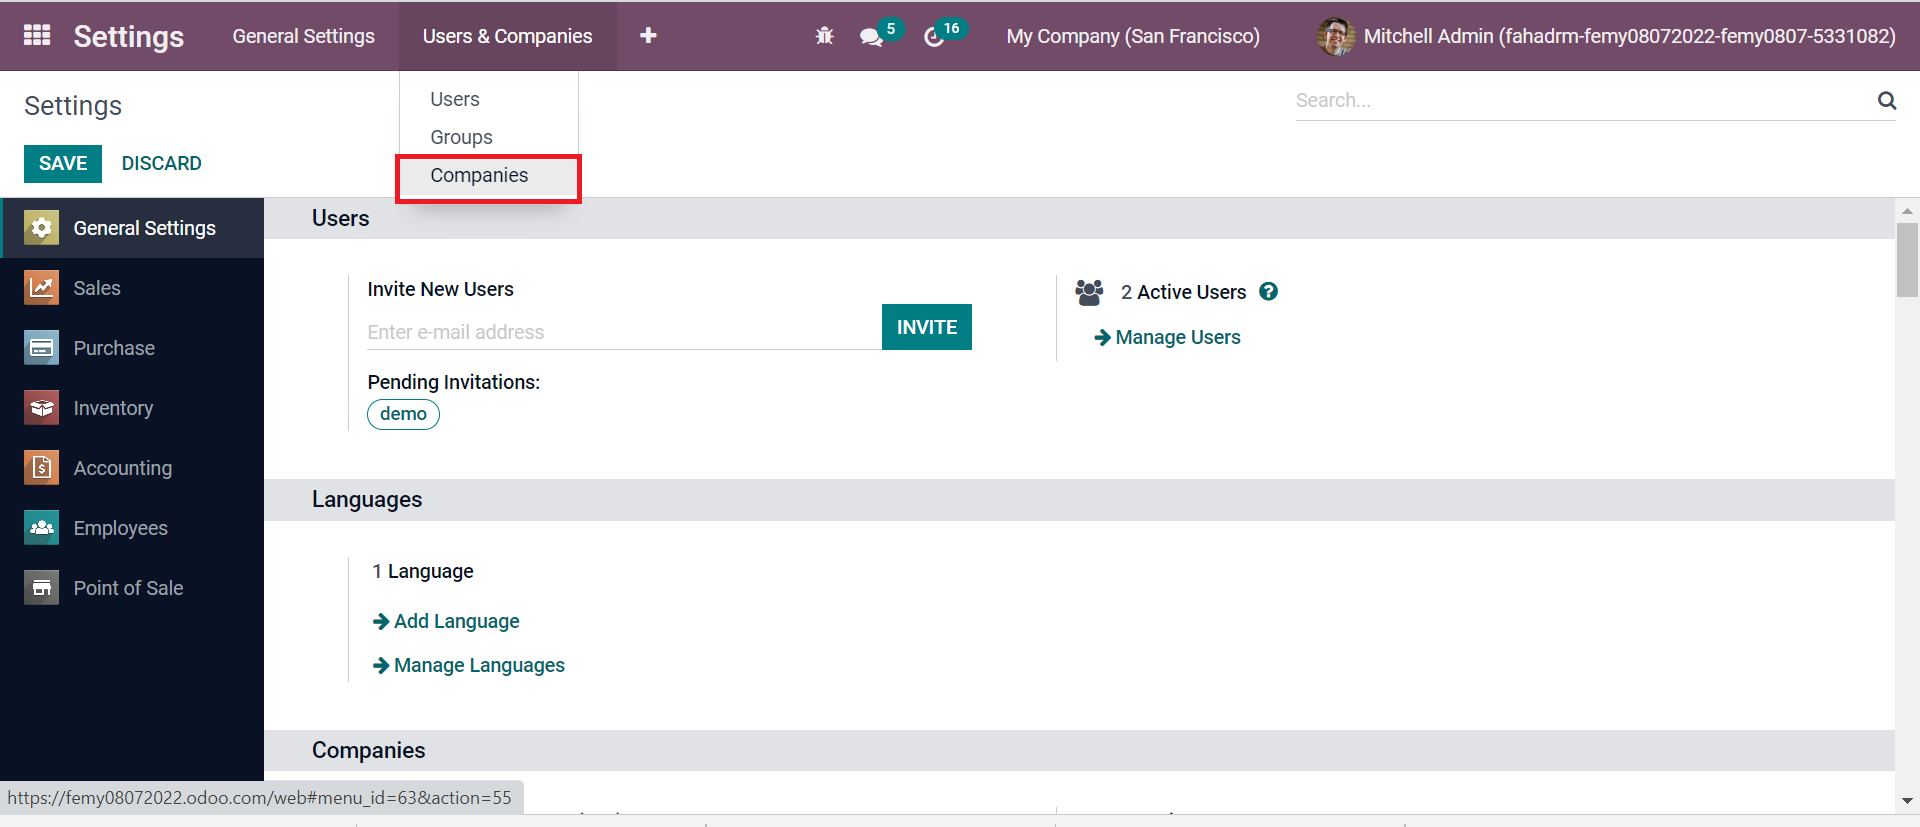 Settings General Settings Users & Companies 5 16 My Company (San Francisco) Mitchell Admin (fahadrm-femy08072022-femy0807-5331082)
Settings
Users
Groups
Companies
Search...
SAVE DISCARD
General Settings
Sales
Purchase
Inventory
Accounting
Employees
Point of Sale
Users
Invite New Users
Enter e-mail address
INVITE
Pending Invitations:
demo
2 Active Users
Manage Users
Languages
1 Language
Add Language
Manage Languages
Companies
https://femy08072022.odoo.com/web#menu_id=63&action=55